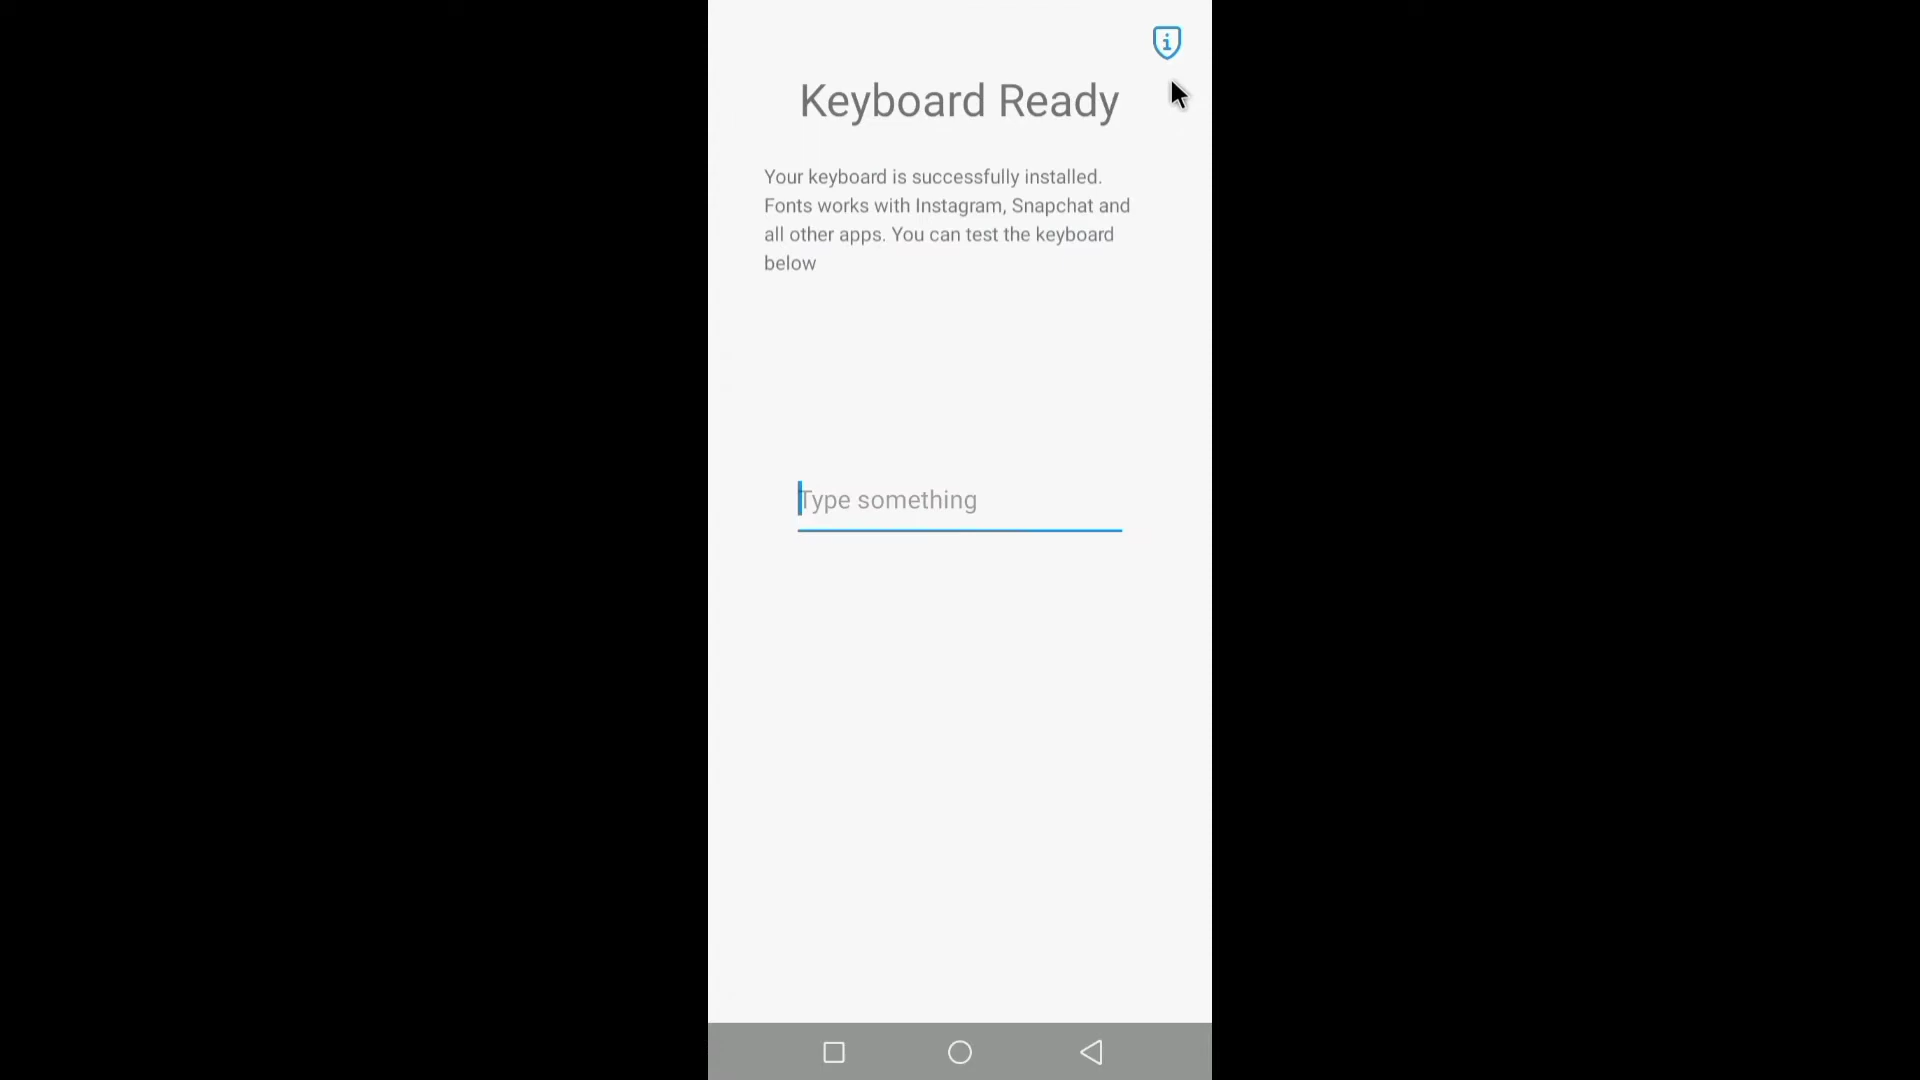 Keyboard Ready
Your keyboard is successfully installed.
Fonts works with Instagram, Snapchat and
all other apps. You can test the keyboard
below
Type something